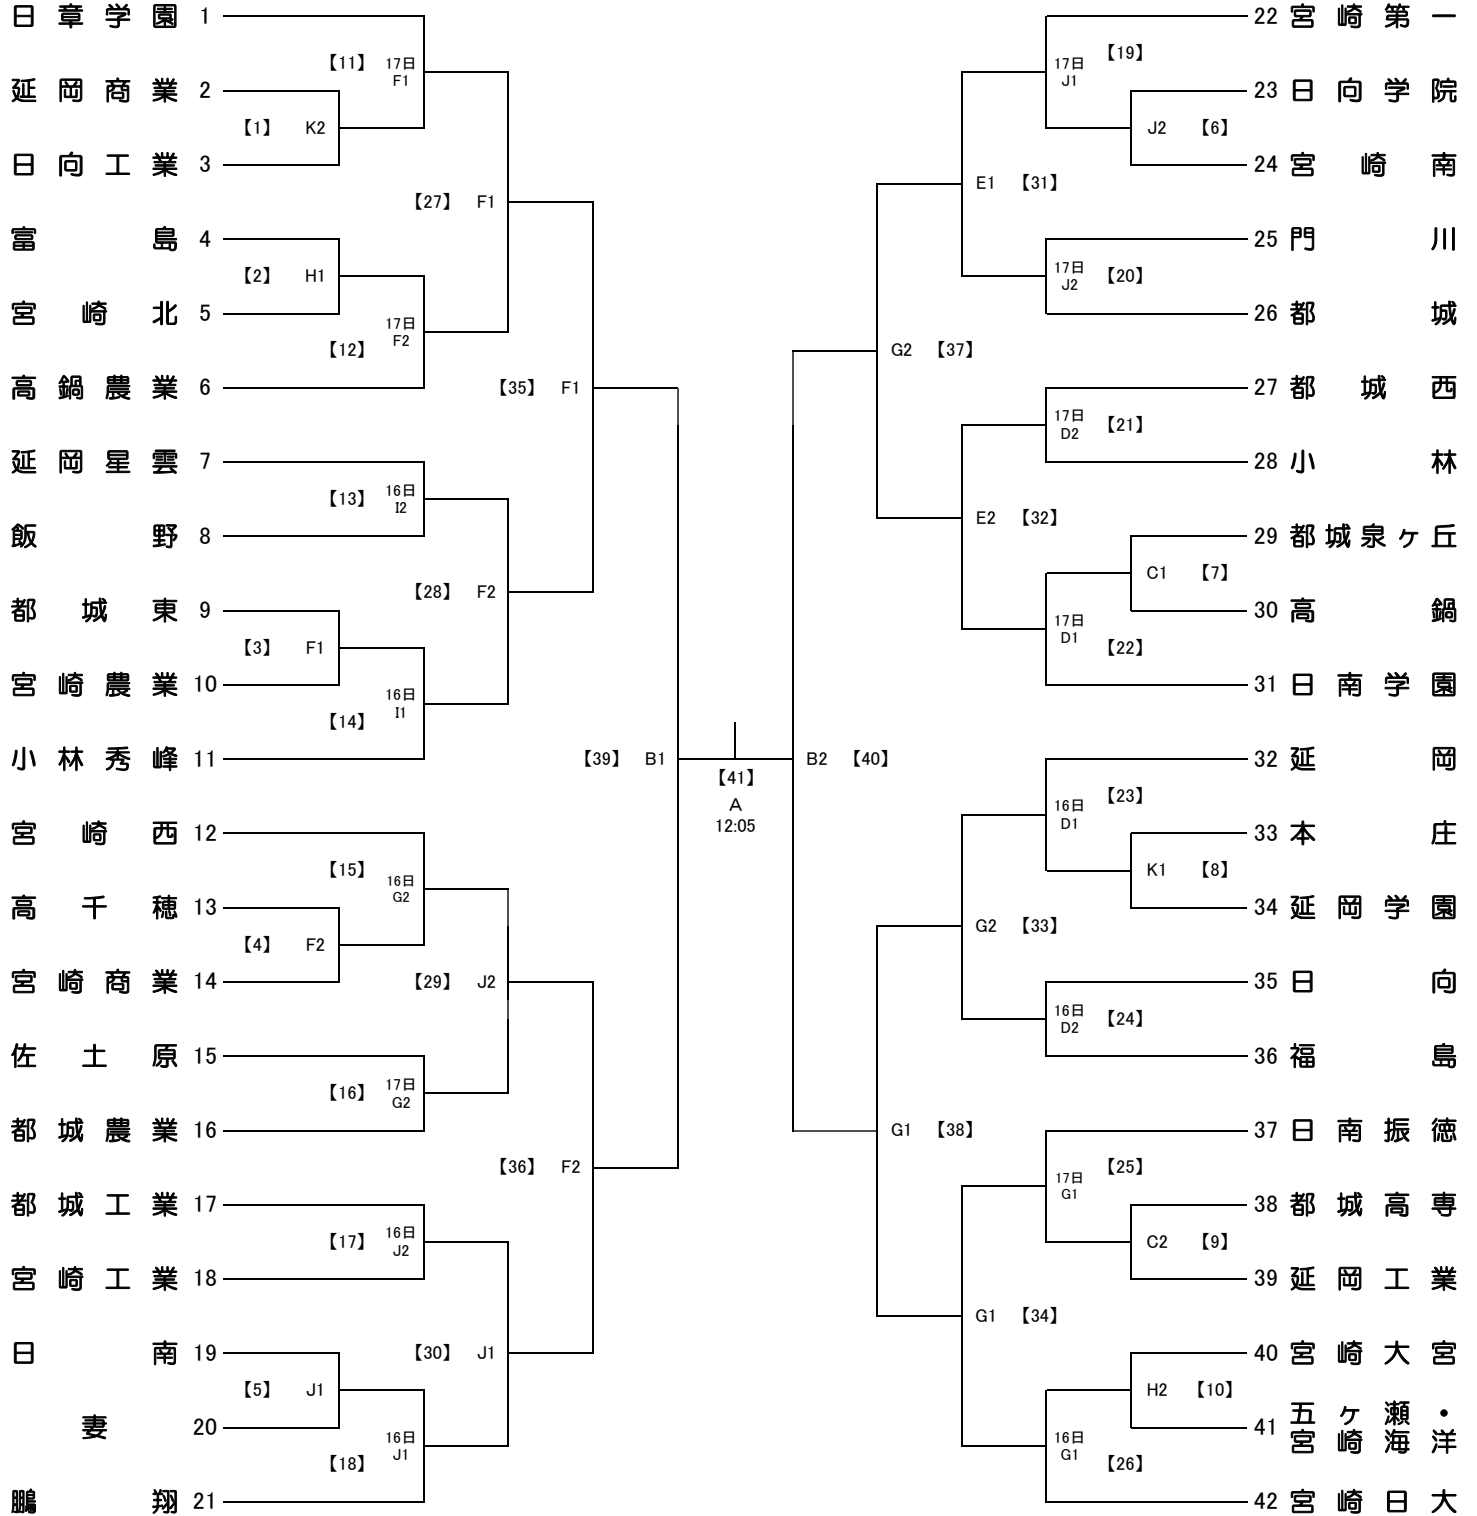 日章学園 1
【11】 17日
F1
延岡商業 2
【1】 K2
日向工業 3
【27】 F1
富島 4
【2】 H1
宮崎北 5
【12】 17日
F2
高鍋農業 6
【35】 F1
延岡星雲 7
【13】 16日
I2
飯野 8
【28】 F2
都城東 9
【3】 F1
宮崎農業 10
【14】 16日
I1
小林秀峰 11
【39】 B1
宮崎西 12
【15】 16日
G2
高千穂 13
【4】 F2
宮崎商業 14
【29】 J2
佐土原 15
【16】 17日
G2
都城農業 16
【36】 F2
都城工業 17
【17】 16日
J2
宮崎工業 18
日南 19
【30】 J1
【5】 J1
妻 20
【18】 16日
J1
鵬翔 21
【41】
A
12:05
22 宮崎第一
17日 【19】
J1
23 日向学院
J2 【6】
24 宮崎南
E1 【31】
25 門川
17日 【20】
J2
26 都城
G2 【37】
27 都城西
17日 【21】
D2
28 小林
E2 【32】
29 都城泉ヶ丘
C1 【7】
30 高鍋
17日 【22】
D1
31 日南学園
B2 【40】
32 延岡
16日 【23】
D1
33 本庄
K1 【8】
34 延岡学園
G2 【33】
35 日向
16日 【24】
D2
36 福島
G1 【38】
37 日南振徳
17日 【25】
G1
38 都城高専
C2 【9】
39 延岡工業
G1 【34】
40 宮崎大宮
H2 【10】
41 五ヶ瀬・
宮崎海洋
16日 【26】
G1
42 宮崎日大